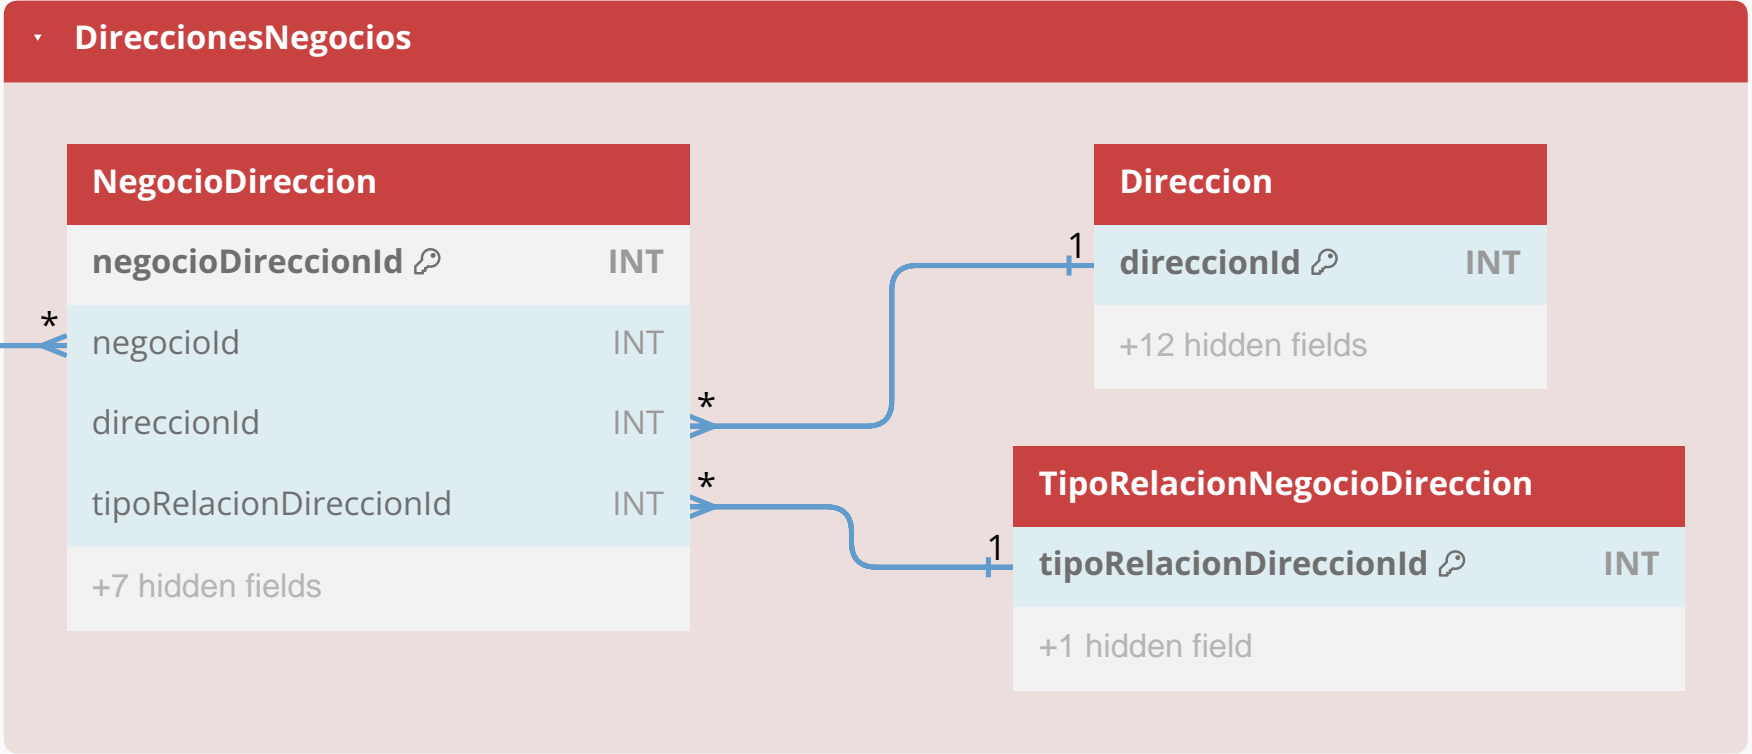 DireccionesNegocios
NegocioDireccion
negocioDireccionId INT
* negocioId INT
direccionId INT *
tipoRelacionDireccionId INT *
+7 hidden fields
Direccion
1 direccionId INT
+12 hidden fields
TipoRelacionNegocioDireccion
1 tipoRelacionDireccionId INT
+1 hidden field